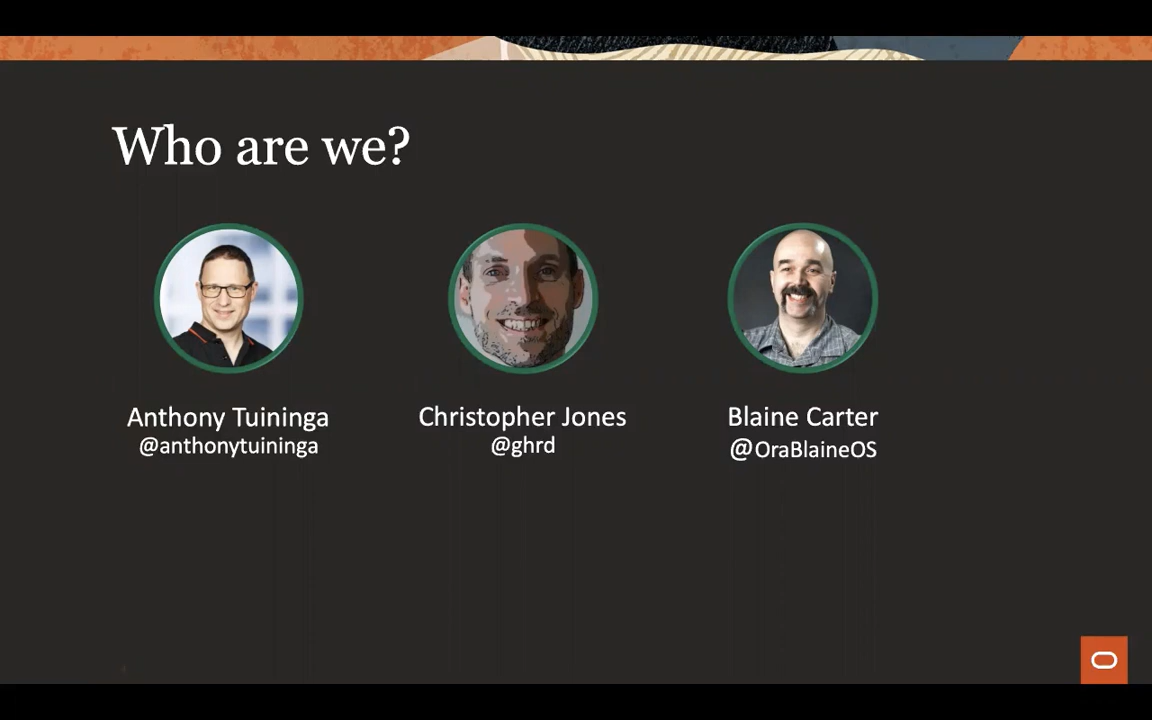 Who are we?
Anthony Tuininga
@anthonytuininga
Christopher Jones
@ghrd
Blaine Carter
@OraBlaineOS